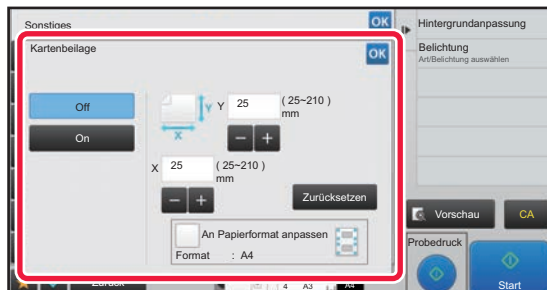 Sonstiges
OK
Kartenbeilage
OK
Off
On
Y
Y 25 ( 25~210 )
mm
X
X 25 ( 25~210 )
mm
Zurücksetzen
An Papierformat anpassen
Format : A4
Zurück
4 A3 A4
Hintergrundanpassung
Belichtung
Art/Belichtung auswählen
Vorschau
CA
Probedruck
Start